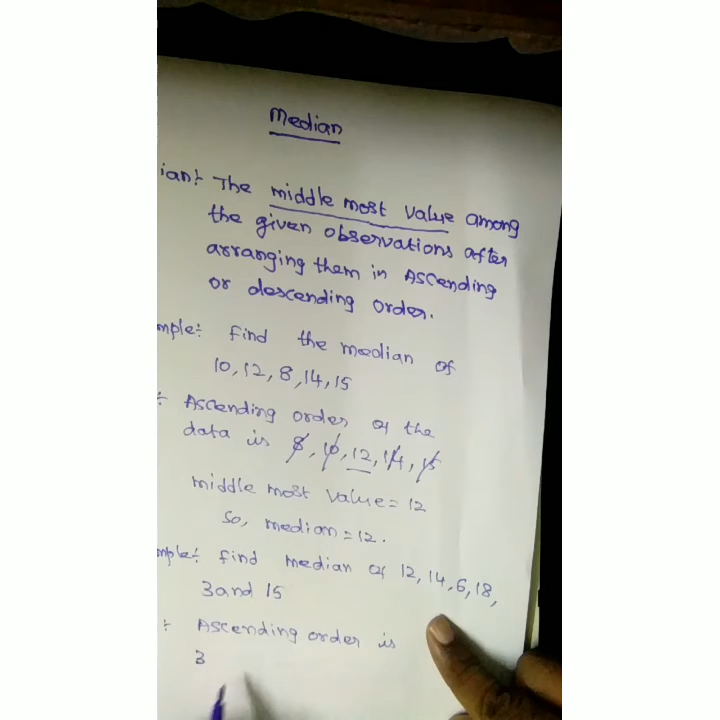 Median
ian:- The middle most value among
the given observations after
arranging them in Ascending
or descending order.
mple:- Find the median of
10, 12, 8, 14, 15
:- Ascending order of the
data is 8, 10, 12, 14, 15
middle most value = 12
So, median = 12.
mple:- find median of 12, 14, 6, 18,
3 and 15
:- Ascending order is
3